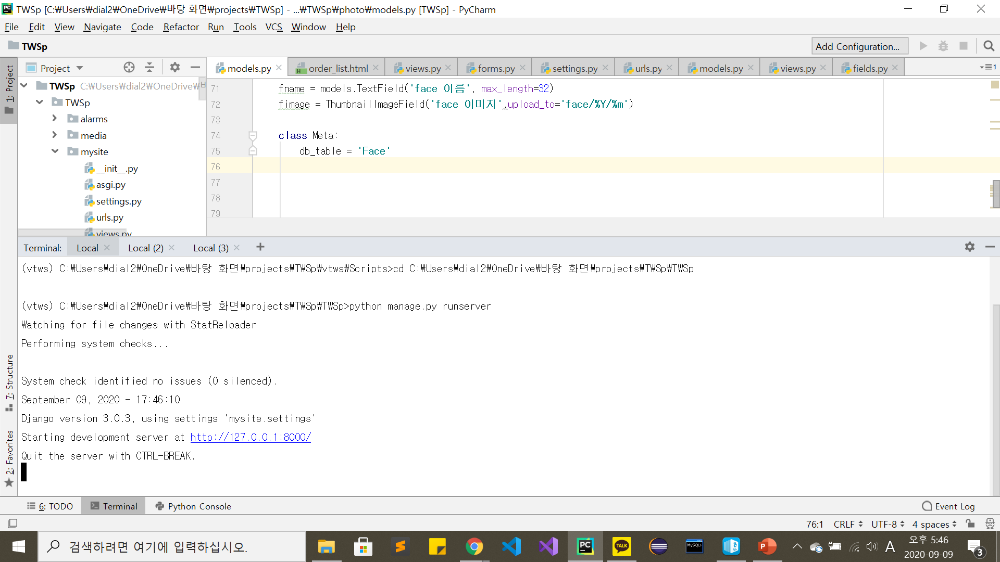 TWSp [C:₩Users₩dial2₩OneDrive₩바탕 화면₩projects₩TWSp] - ...₩TWSp₩photo₩models.py [TWSp] - PyCharm
File Edit View Navigate Code Refactor Run Tools VCS Window Help
TWSp
Add Configuration...
Project
models.py order_list.html views.py forms.py settings.py urls.py models.py views.py fields.py
1
TWSp C:₩Users₩dial2₩OneDrive₩바
TWSp
alarms
media
mysite
__init__.py
asgi.py
settings.py
urls.py
views.py
71 fname = models.TextField('face 이름', max_length=32)
72 fimage = ThumbnailImageField('face 이미지',upload_to='face/%Y/%m')
73
74 class Meta:
75 db_table = 'Face'
76
77
78
79
1: Project
7: Structure
2: Favorites
Terminal: Local Local (2) Local (3)
(vtws) C:₩Users₩dial2₩OneDrive₩바탕 화면₩projects₩TWSp₩vtws₩Scripts>cd C:₩Users₩dial2₩OneDrive₩바탕 화면₩projects₩TWSp₩TWSp
(vtws) C:₩Users₩dial2₩OneDrive₩바탕 화면₩projects₩TWSp₩TWSp>python manage.py runserver
Watching for file changes with StatReloader
Performing system checks...
System check identified no issues (0 silenced).
September 09, 2020 - 17:46:10
Django version 3.0.3, using settings 'mysite.settings'
Starting development server at http://127.0.0.1:8000/
Quit the server with CTRL-BREAK.
6: TODO Terminal Python Console
Event Log
76:1 CRLF UTF-8 4 spaces
검색하려면 여기에 입력하십시오.
PC
TALK
MySQL
P
A
오후 5:46
2020-09-09
3